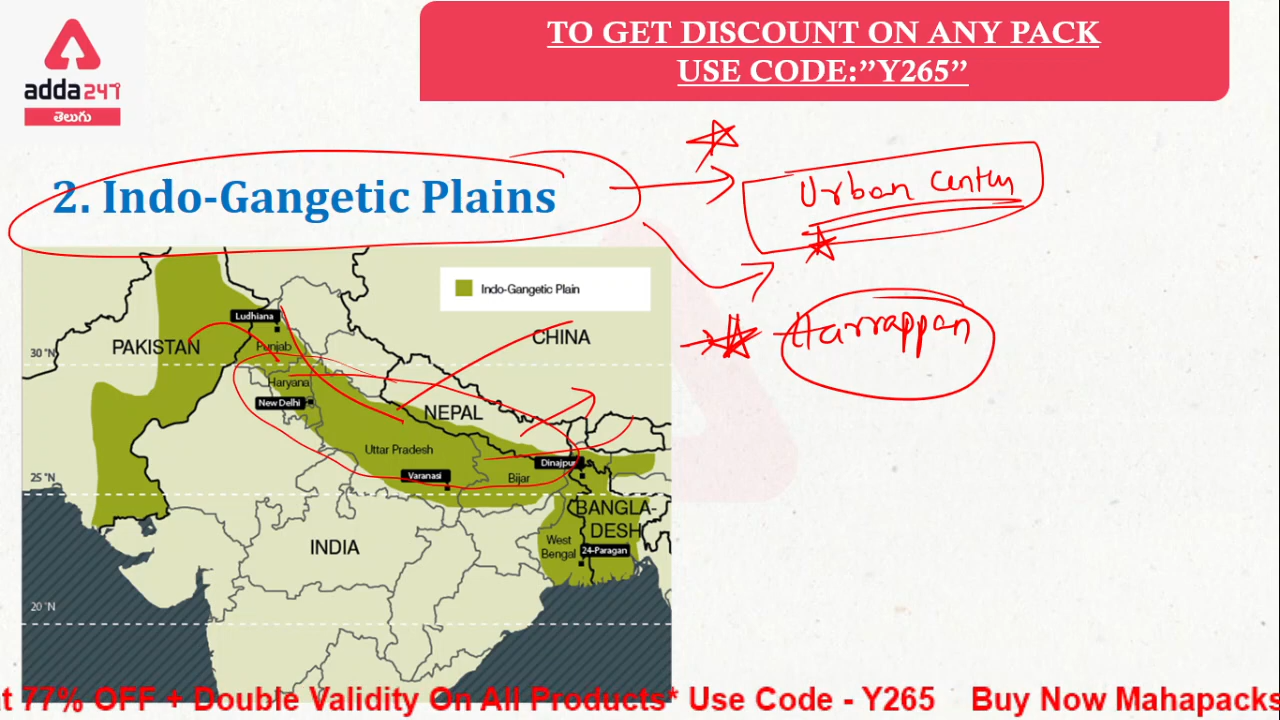 TO GET DISCOUNT ON ANY PACK
USE CODE:”Y265”
adda247
తెలుగు
2. Indo-Gangetic Plains
Urban Center
Harrappan
Indo-Gangetic Plain
Ludhiana
PAKISTAN
Punjab
CHINA
30 °N
Haryana
New Delhi
NEPAL
Uttar Pradesh
Varanasi
Dinajpur
25 °N
Bijar
BANGLA-
DESH
West
Bengal
24-Paragan
INDIA
20 °N
at 77% OFF + Double Validity On All Products* Use Code - Y265 Buy Now Mahapacks